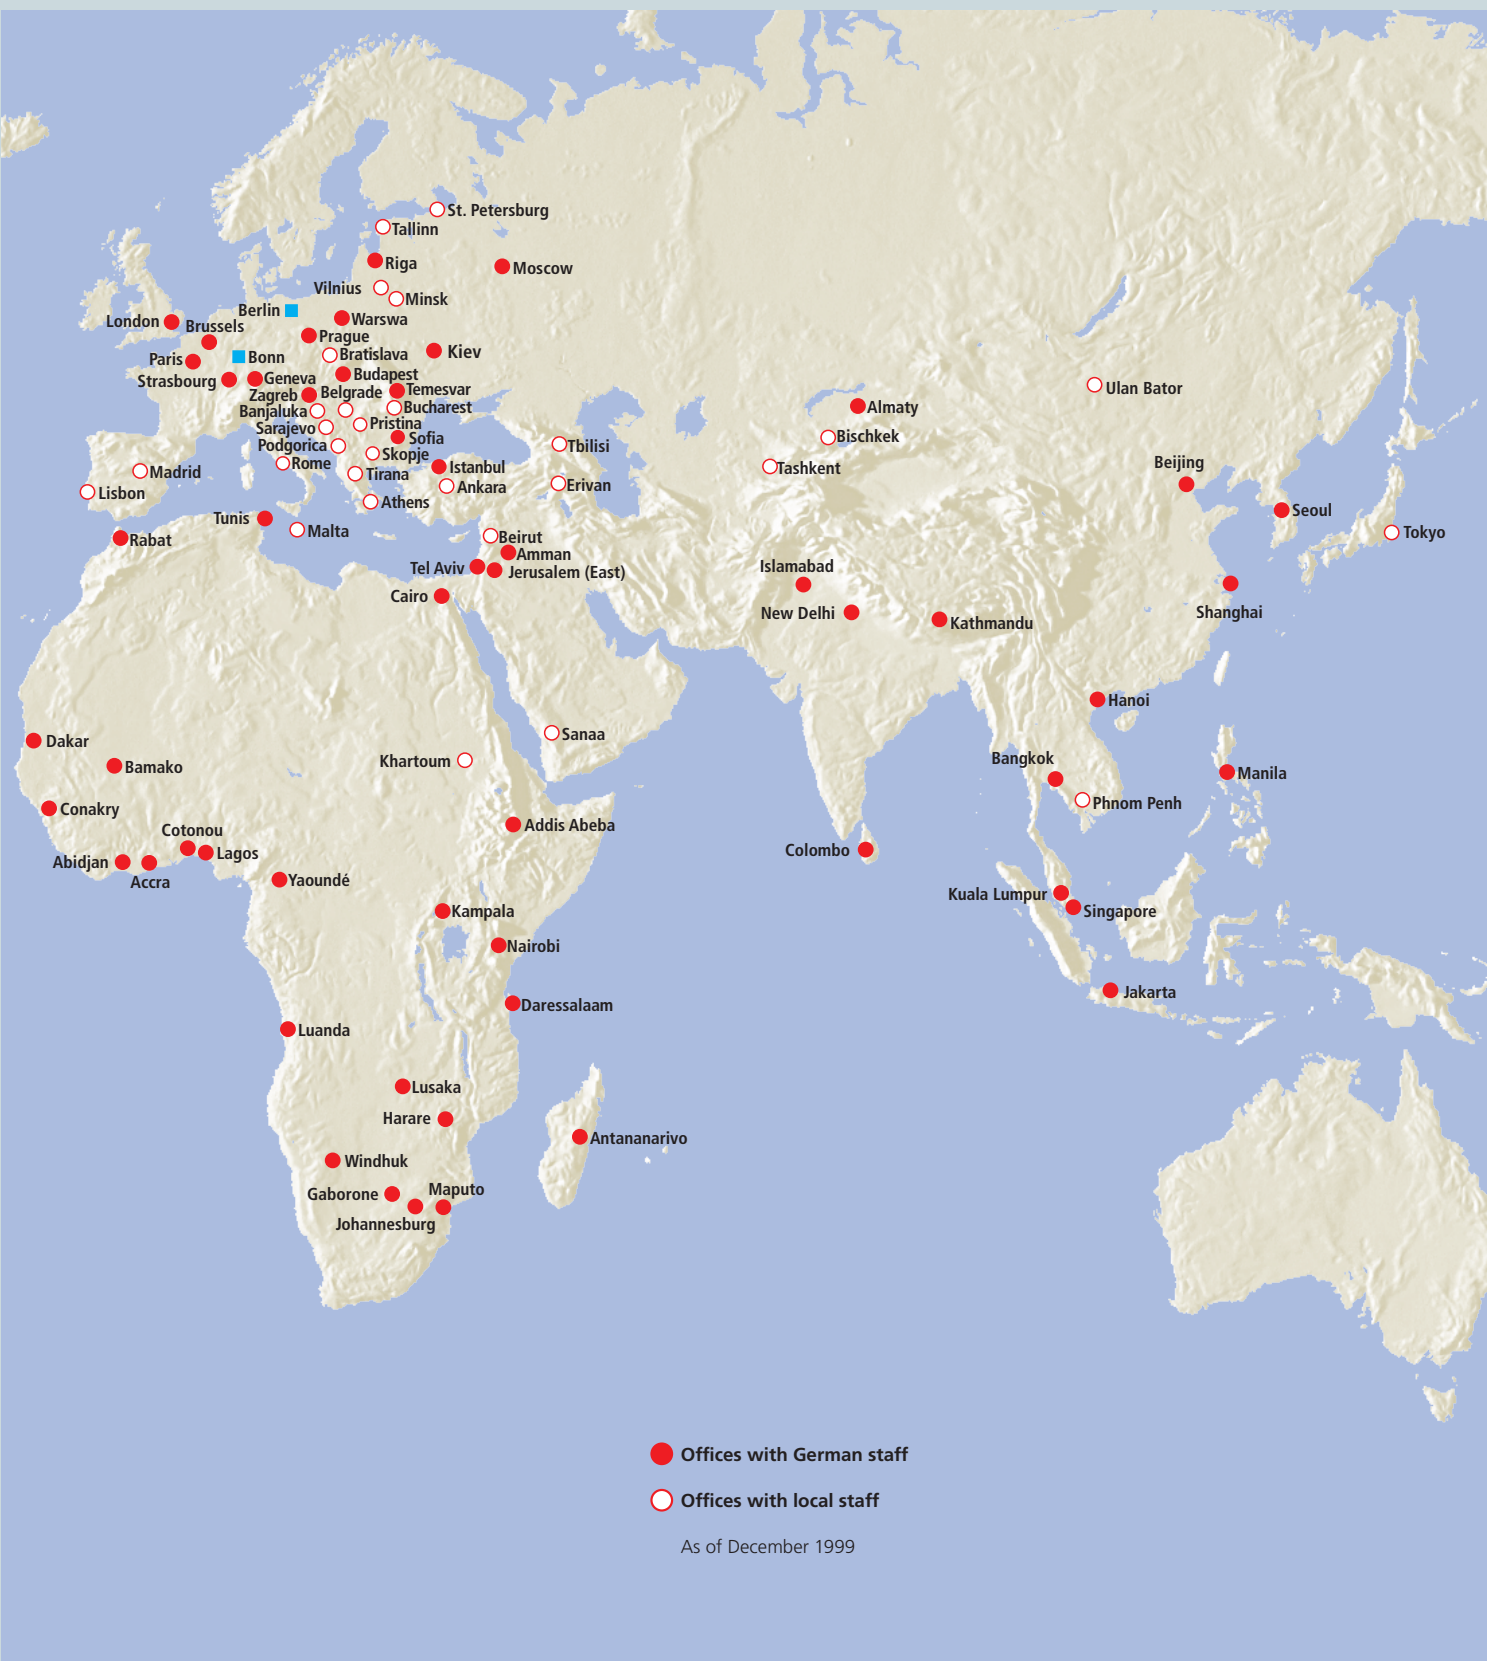 St. Petersburg
Tallinn
Riga
Moscow
Vilnius
Minsk
Berlin
London
Brussels
Warswa
Prague
Paris
Bonn
Bratislava
Kiev
Strasbourg
Geneva
Budapest
Zagreb
Belgrade
Temesvar
Banjaluka
Bucharest
Sarajevo
Pristina
Podgorica
Sofia
Skopje
Rome
Madrid
Tirana
Istanbul
Ankara
Lisbon
Athens
Tbilisi
Erivan
Tunis
Malta
Rabat
Beirut
Amman
Tel Aviv
Jerusalem (East)
Cairo
Almaty
Bischkek
Tashkent
Ulan Bator
Beijing
Seoul
Tokyo
Islamabad
New Delhi
Kathmandu
Shanghai
Hanoi
Dakar
Bamako
Khartoum
Sanaa
Bangkok
Manila
Phnom Penh
Conakry
Cotonou
Addis Abeba
Abidjan
Lagos
Accra
Colombo
Yaoundé
Kuala Lumpur
Singapore
Kampala
Nairobi
Jakarta
Daressalaam
Luanda
Lusaka
Harare
Antananarivo
Windhuk
Gaborone
Maputo
Johannesburg
Offices with German staff
Offices with local staff
As of December 1999